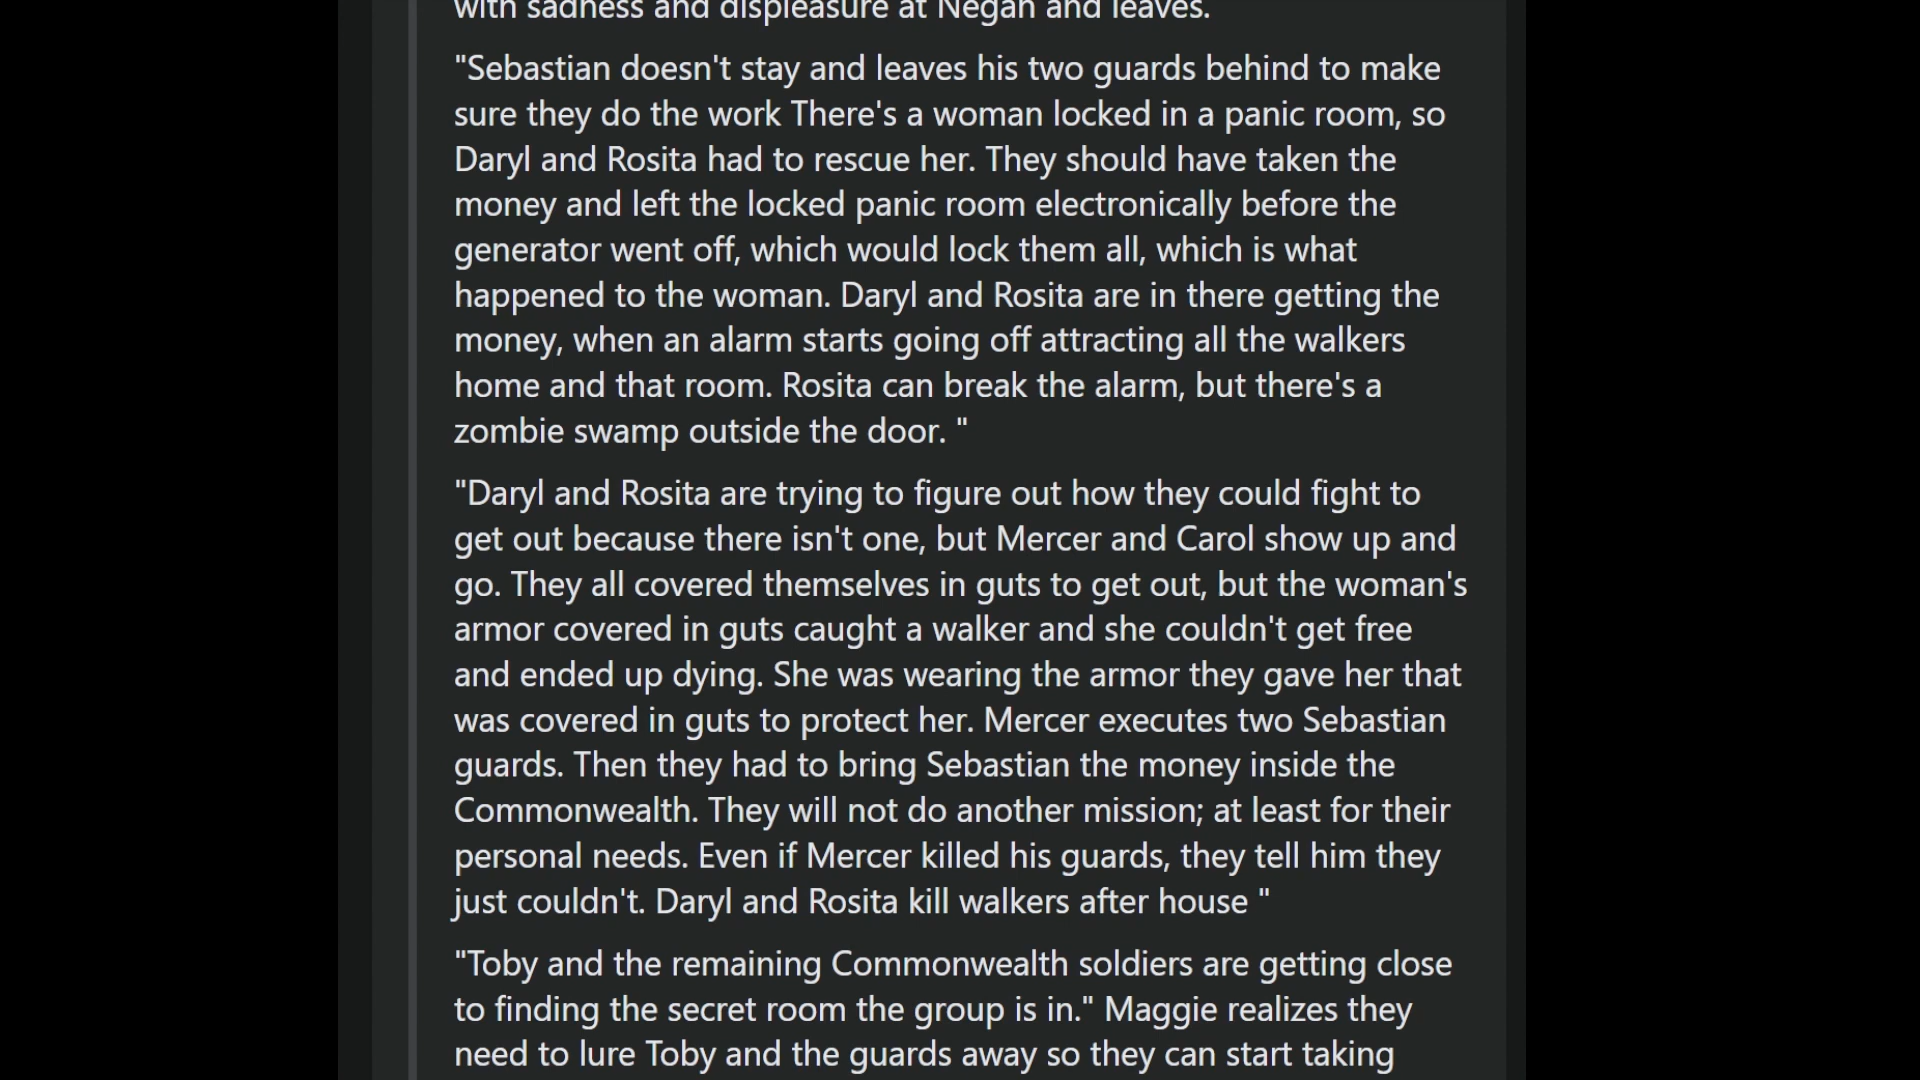 with sadness and displeasure at Negan and leaves.
"Sebastian doesn't stay and leaves his two guards behind to make
sure they do the work There's a woman locked in a panic room, so
Daryl and Rosita had to rescue her. They should have taken the
money and left the locked panic room electronically before the
generator went off, which would lock them all, which is what
happened to the woman. Daryl and Rosita are in there getting the
money, when an alarm starts going off attracting all the walkers
home and that room. Rosita can break the alarm, but there's a
zombie swamp outside the door. "
"Daryl and Rosita are trying to figure out how they could fight to
get out because there isn't one, but Mercer and Carol show up and
go. They all covered themselves in guts to get out, but the woman's
armor covered in guts caught a walker and she couldn't get free
and ended up dying. She was wearing the armor they gave her that
was covered in guts to protect her. Mercer executes two Sebastian
guards. Then they had to bring Sebastian the money inside the
Commonwealth. They will not do another mission; at least for their
personal needs. Even if Mercer killed his guards, they tell him they
just couldn't. Daryl and Rosita kill walkers after house "
"Toby and the remaining Commonwealth soldiers are getting close
to finding the secret room the group is in." Maggie realizes they
need to lure Toby and the guards away so they can start taking